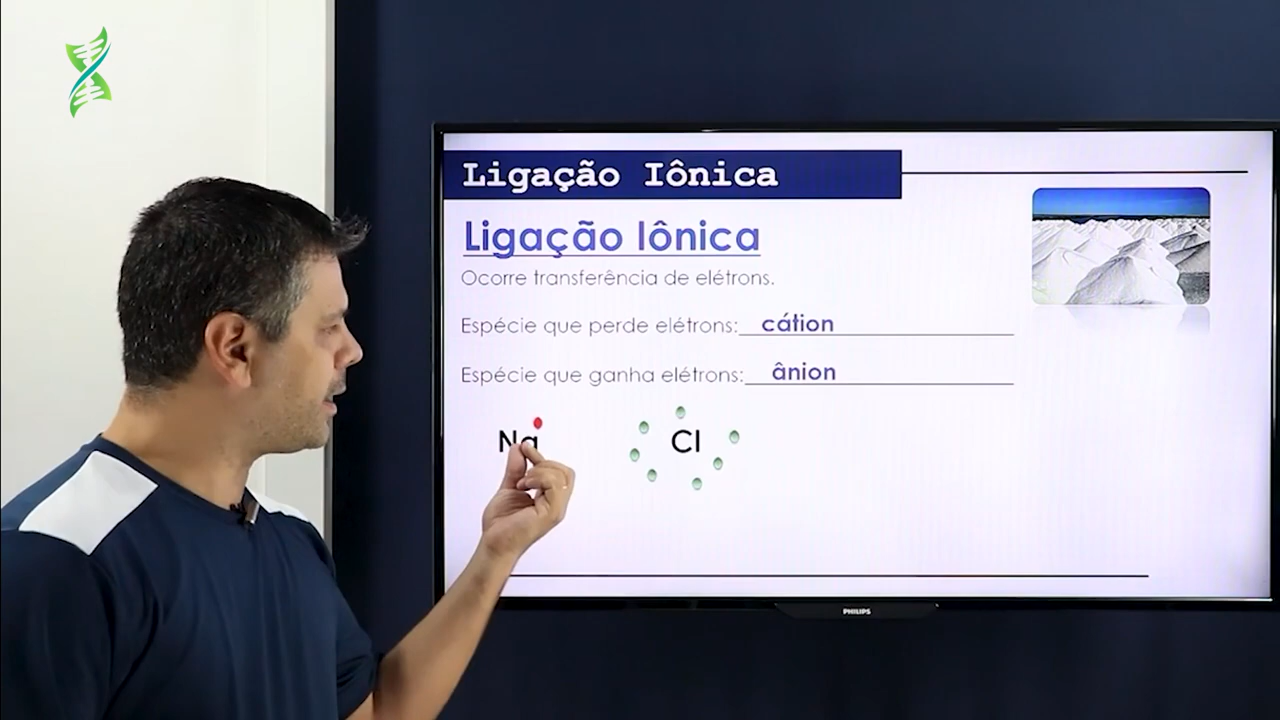 Ligação Iônica
Ligação Iônica
Ocorre transferência de elétrons.
Espécie que perde elétrons: cátion
Espécie que ganha elétrons: ânion
Na Cl
PHILIPS